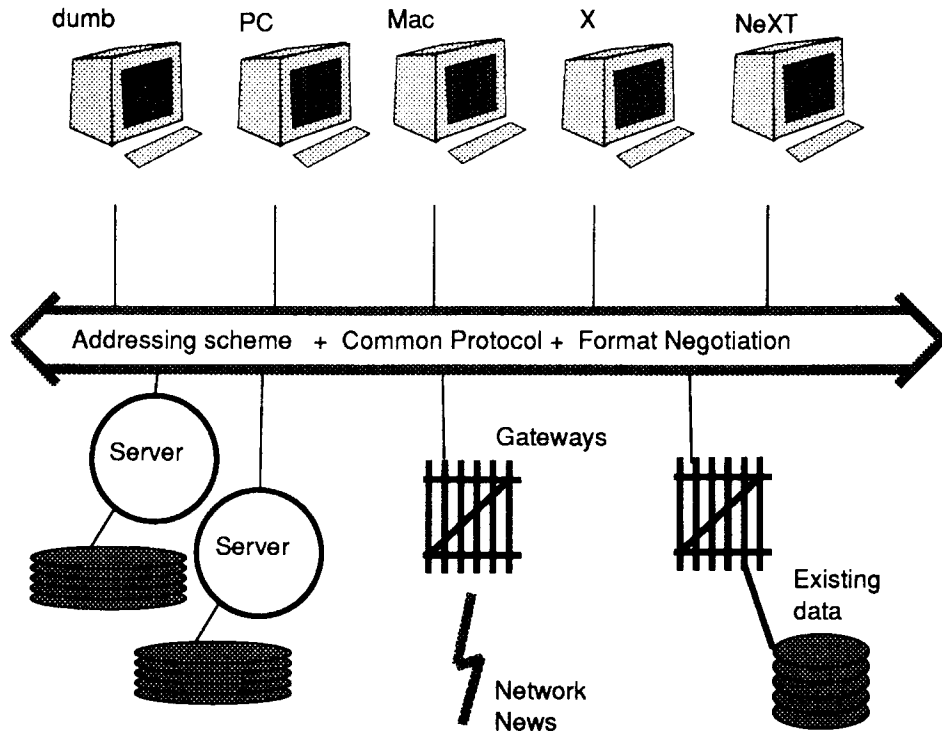 dumb PC Mac X NeXT
Addressing scheme + Common Protocol + Format Negotiation
Server
Gateways
Server
Existing
data
Network
News